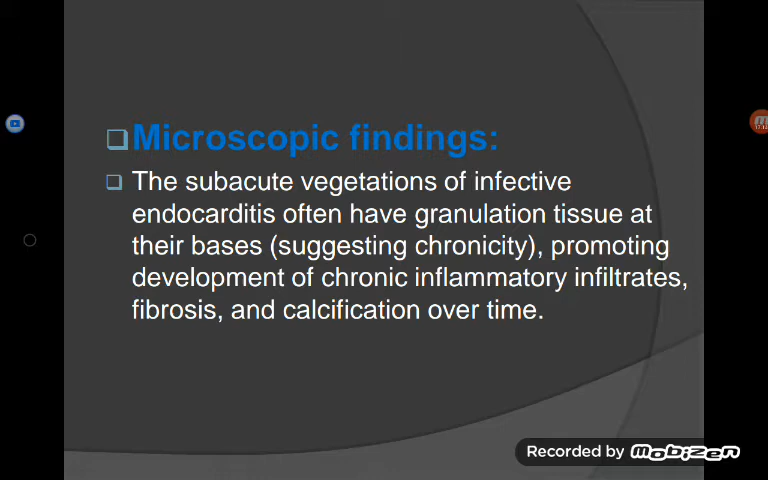 Microscopic findings:
The subacute vegetations of infective
endocarditis often have granulation tissue at
their bases (suggesting chronicity), promoting
development of chronic inflammatory infiltrates,
fibrosis, and calcification over time.
Recorded by mobizen